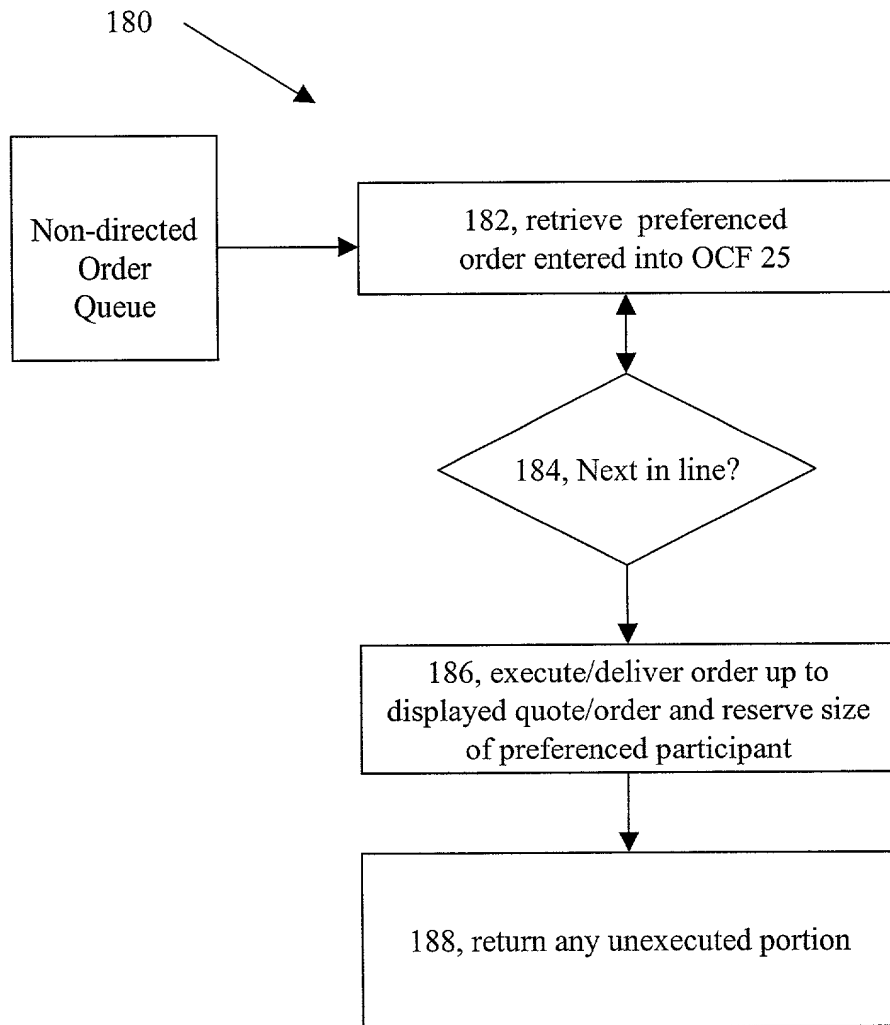 180
Non-directed
Order
Queue
182, retrieve preferenced
order entered into OCF 25
184, Next in line?
186, execute/deliver order up to
displayed quote/order and reserve size
of preferenced participant
188, return any unexecuted portion